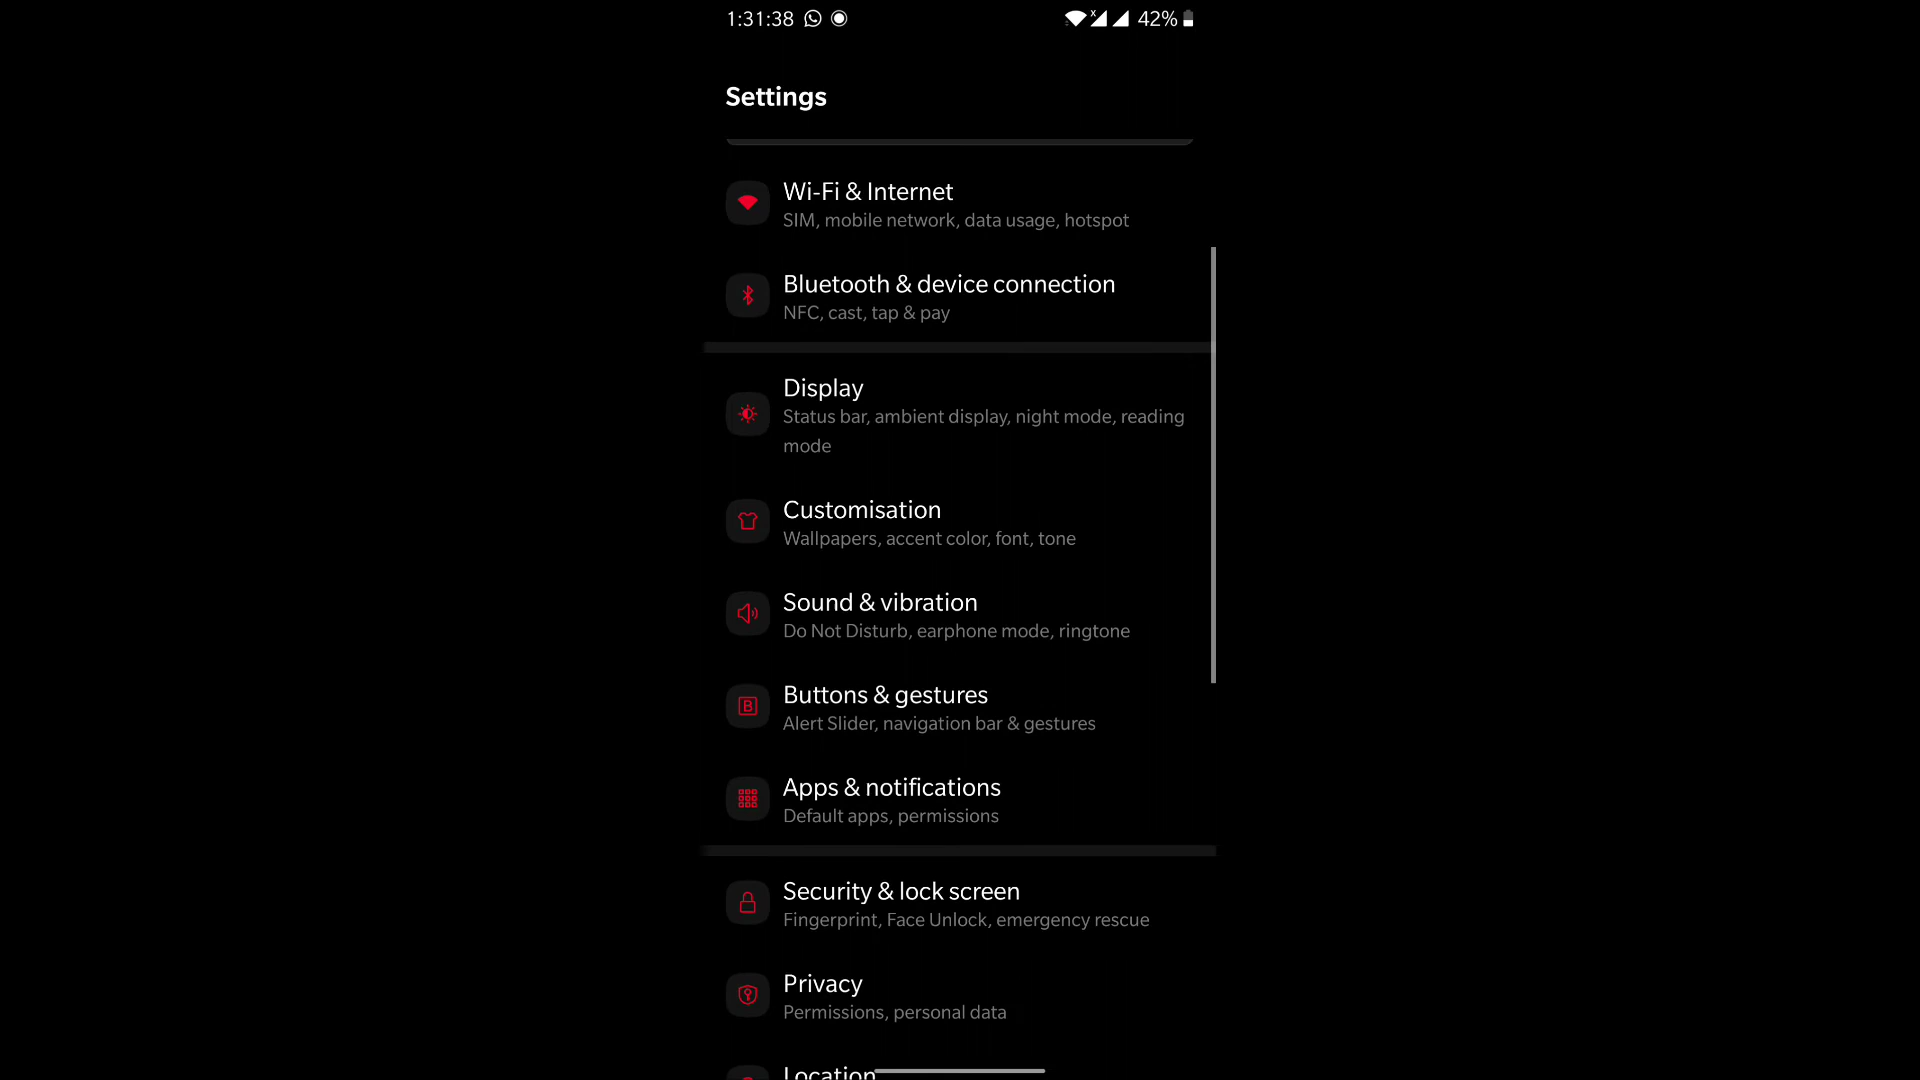 1:31:38
42%
Settings
Wi-Fi & Internet
SIM, mobile network, data usage, hotspot
Bluetooth & device connection
NFC, cast, tap & pay
Display
Status bar, ambient display, night mode, reading
mode
Customisation
Wallpapers, accent color, font, tone
Sound & vibration
Do Not Disturb, earphone mode, ringtone
B
Buttons & gestures
Alert Slider, navigation bar & gestures
Apps & notifications
Default apps, permissions
Security & lock screen
Fingerprint, Face Unlock, emergency rescue
Privacy
Permissions, personal data
Location